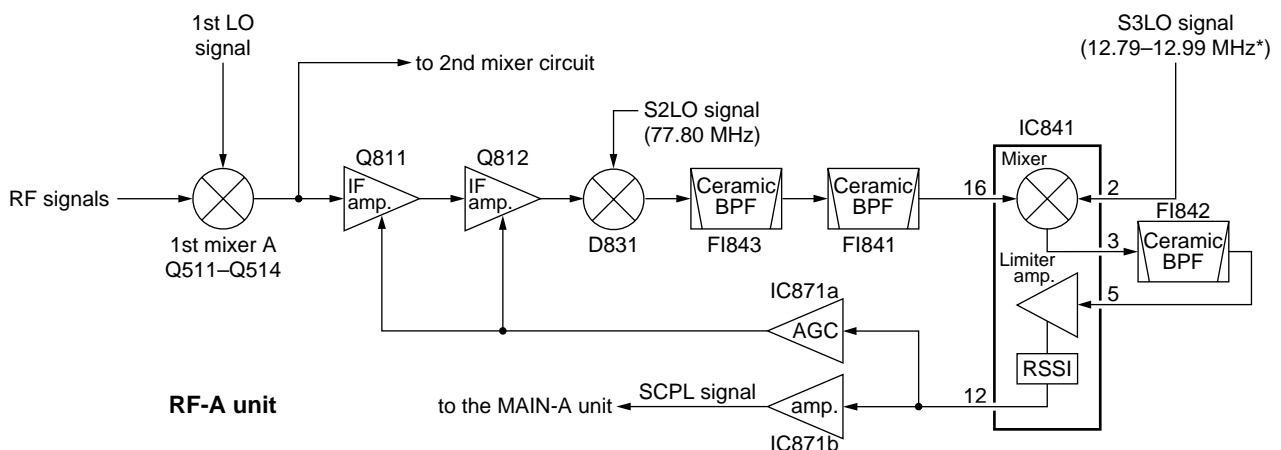 1st LO
signal
S3LO signal
(12.79–12.99 MHz*)
to 2nd mixer circuit
S2LO signal
(77.80 MHz)
IC841
Q811
Q812
Mixer
RF signals
IF
amp.
IF
amp.
Ceramic
BPF
Ceramic
BPF
16
2
1st mixer A
Q511–Q514
D831
FI843
FI841
FI842
3
Ceramic
BPF
Limiter
amp.
5
IC871a
AGC
RSSI
RF-A unit
to the MAIN-A unit
SCPL signal
amp.
12
IC871b